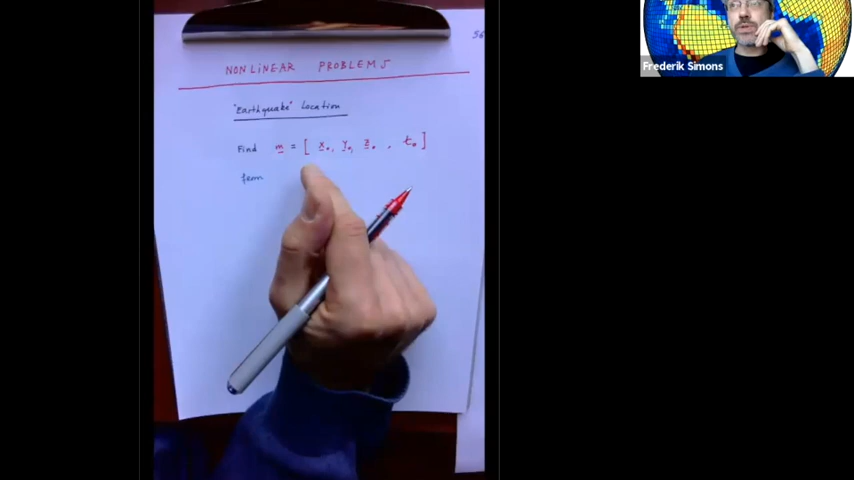 56
NONLINEAR PROBLEMS
"Earthquake" Location
Find m = [ x₀, y₀, z₀ , t₀ ]
from
Frederik Simons